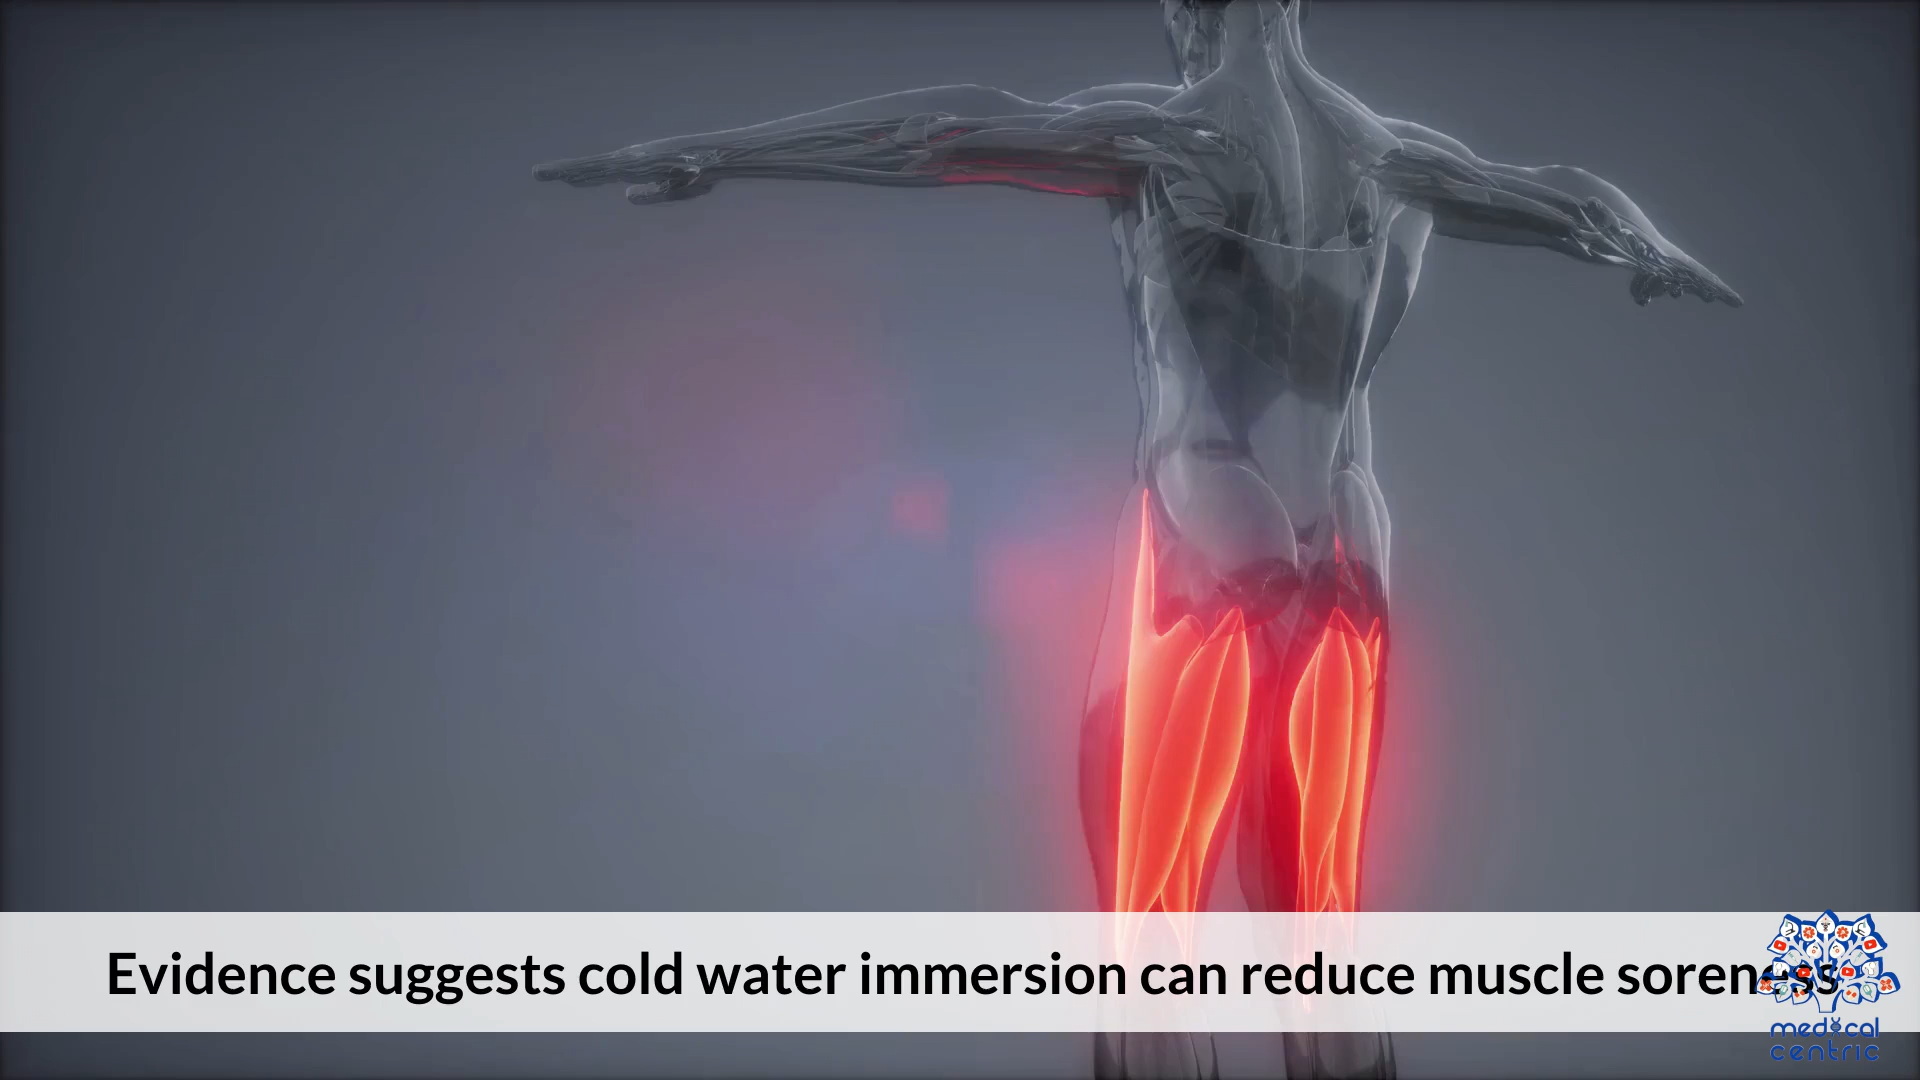 Evidence suggests cold water immersion can reduce muscle soreness
medical
centric